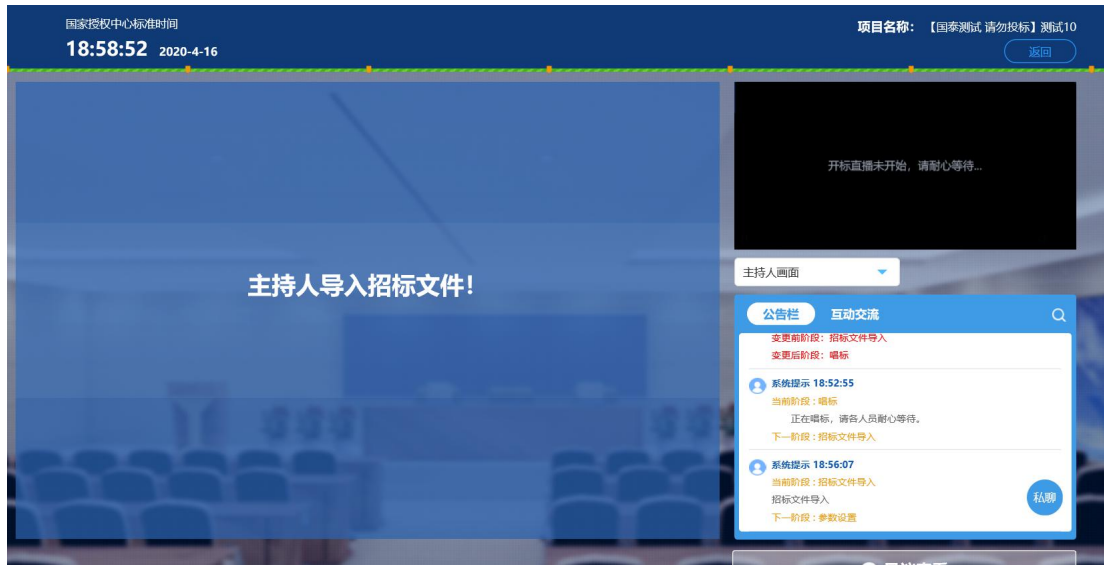 国家授权中心标准时间
18:58:52 2020-4-16
项目名称：【国泰测试 请勿投标】测试10
返回
主持人导入招标文件!
开标直播未开始，请耐心等待...
主持人画面
公告栏 互动交流
变更前阶段：招标文件导入
变更后阶段：唱标
系统提示 18:52:55
当前阶段 : 唱标
正在唱标，请各人员耐心等待。
下一阶段 : 招标文件导入
系统提示 18:56:07
当前阶段 : 招标文件导入
招标文件导入
下一阶段 : 参数设置
私聊